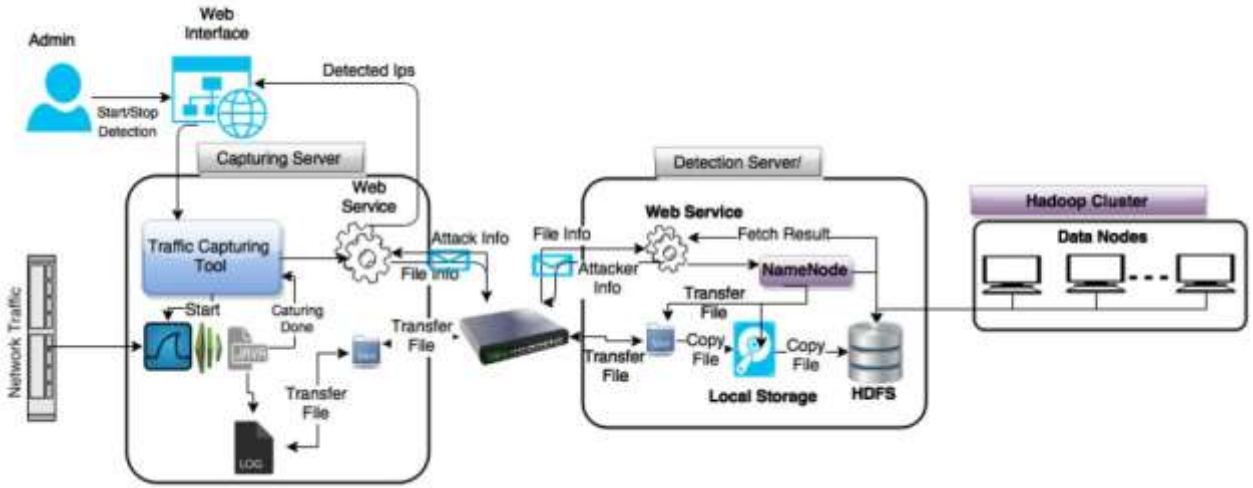 Web
Interface
Admin
Detected Ips
Start/Stop
Detection
Capturing Server
Detection Server/
Hadoop Cluster
Data Nodes
Web
Service
Web Service
Traffic Capturing
Tool
Attack Info
File Info
File Info
Attacker
Info
Fetch Result
NameNode
Start
Caturing
Done
Transfer
File
Transfer
File
Transfer
File
Transfer
File
Copy
File
Copy
File
Local Storage
HDFS
LOG
Network Traffic